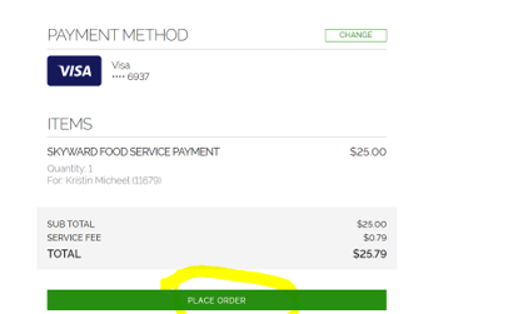 PAYMENT METHOD
CHANGE
VISA
Visa
•••• 6937
ITEMS
SKYWARD FOOD SERVICE PAYMENT $25.00
Quantity: 1
For: Kristin Micheel (11679)
SUB TOTAL $25.00
SERVICE FEE $0.79
TOTAL $25.79
PLACE ORDER